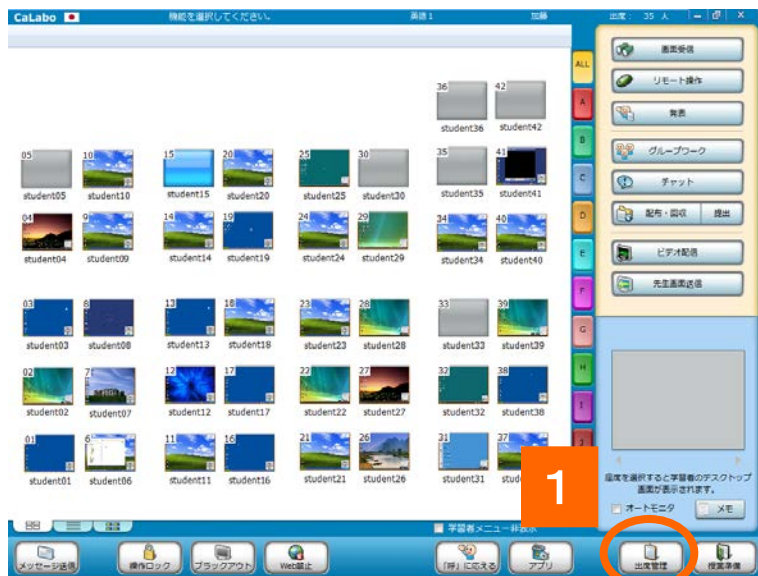 CaLabo 機能を選択してください。 英語1 加藤 出席: 35 人
画面受信
リモート操作
発表
グループワーク
チャット
配布・回収 提出
ビデオ配信
先生画面送信
ALL
A
B
C
D
E
F
G
H
I
J
36 42
student36 student42
05 10 15 20 25 30 35 41
student05 student10 student15 student20 student25 student30 student35 student41
04 9 14 19 24 29 34 40
student04 student09 student14 student19 student24 student29 student34 student40
03 8 13 18 23 28 33 39
student03 student08 student13 student18 student23 student28 student33 student39
02 7 12 17 22 27 32 38
student02 student07 student12 student17 student22 student27 student32 student38
01 6 11 16 21 26 31 37
student01 student06 student11 student16 student21 student26 student31
1
座席を選択すると学習者のデスクトップ
画面が表示されます。
オートモニタ メモ
学習者メニュー非表示
メッセージ送信 操作ロック ブラックアウト Web禁止 「呼」に応える アプリ 出席管理 授業準備